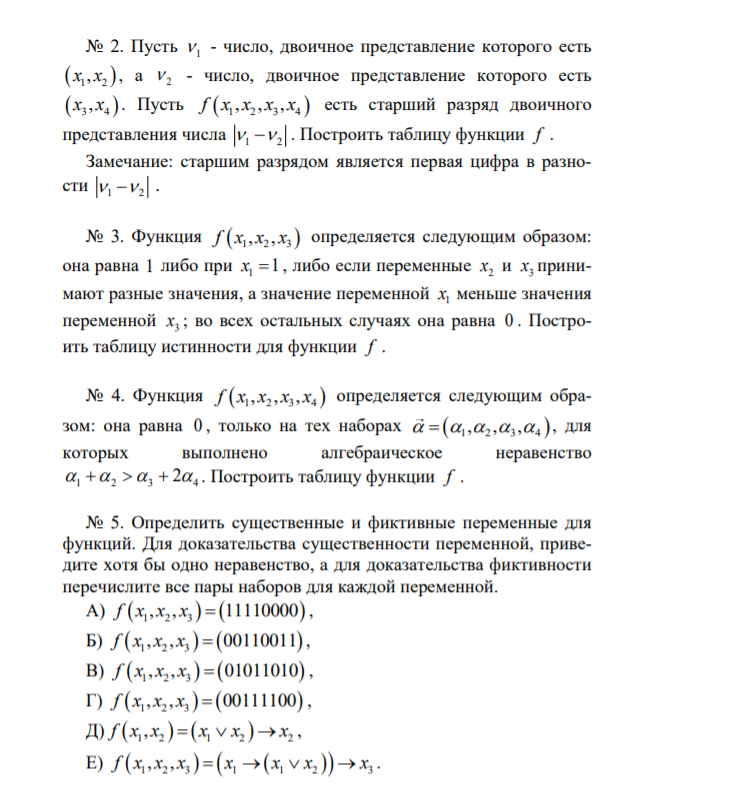 № 2. Пусть ν₁ - число, двоичное представление которого есть
(x₁,x₂), а ν₂ - число, двоичное представление которого есть
(x₃,x₄). Пусть f(x₁,x₂,x₃,x₄) есть старший разряд двоичного
представления числа |ν₁ − ν₂|. Построить таблицу функции f .
Замечание: старшим разрядом является первая цифра в разно-
сти |ν₁ − ν₂| .
№ 3. Функция f(x₁,x₂,x₃) определяется следующим образом:
она равна 1 либо при x₁ = 1, либо если переменные x₂ и x₃ прини-
мают разные значения, а значение переменной x₁ меньше значения
переменной x₃; во всех остальных случаях она равна 0. Постро-
ить таблицу истинности для функции f .
№ 4. Функция f(x₁,x₂,x₃,x₄) определяется следующим обра-
зом: она равна 0, только на тех наборах α⃗ = (α₁,α₂,α₃,α₄), для
которых выполнено алгебраическое неравенство
α₁ + α₂ > α₃ + 2α₄. Построить таблицу функции f .
№ 5. Определить существенные и фиктивные переменные для
функций. Для доказательства существенности переменной, приве-
дите хотя бы одно неравенство, а для доказательства фиктивности
перечислите все пары наборов для каждой переменной.
А) f(x₁,x₂,x₃)=(11110000),
Б) f(x₁,x₂,x₃)=(00110011),
В) f(x₁,x₂,x₃)=(01011010),
Г) f(x₁,x₂,x₃)=(00111100),
Д) f(x₁,x₂)=(x₁ ∨ x₂)→x₂,
Е) f(x₁,x₂,x₃)=(x₁ →(x₁ ∨ x₂))→x₃.